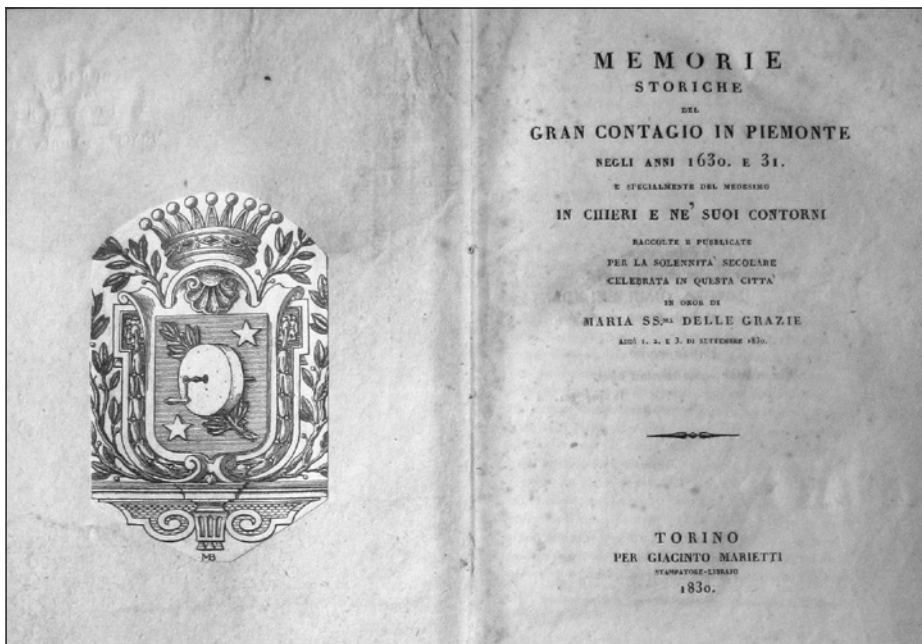 MB
MEMORIE
STORICHE
DEL
GRAN CONTAGIO IN PIEMONTE
NEGLI ANNI 1630. E 31.
E SPECIALMENTE DEL MEDESIMO
IN CHIERI E NE' SUOI CONTORNI
RACCOLTE E PUBBLICATE
PER LA SOLENNITA' SECOLARE
CELEBRATA IN QUESTA CITTA'
IN ONOR DI
MARIA SS.MA DELLE GRAZIE
ADDÌ 1. 2. E 3. DI SETTEMBRE 1830.
TORINO
PER GIACINTO MARIETTI
STAMPATORE-LIBRAJO
1830.